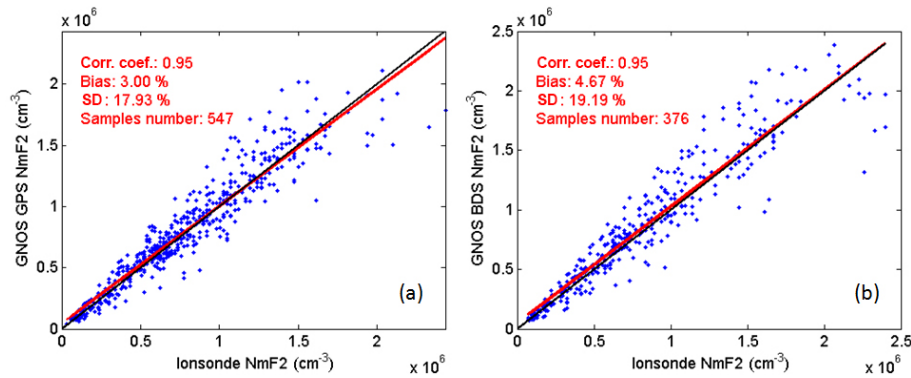 x 10^6
Corr. coef.: 0.95
Bias: 3.00 %
SD : 17.93 %
Samples number: 547
GNOS GPS NmF2 (cm^-3)
2
1.5
1
0.5
0
0 0.5 1 1.5 2
(a)
Ionsonde NmF2 (cm^-3)
x 10^6
x 10^6
Corr. coef.: 0.95
Bias: 4.67 %
SD: 19.19 %
Samples number: 376
GNOS BDS NmF2 (cm^-3)
2.5
2
1.5
1
0.5
0
0 0.5 1 1.5 2 2.5
(b)
Ionsonde NmF2 (cm^-3)
x 10^6